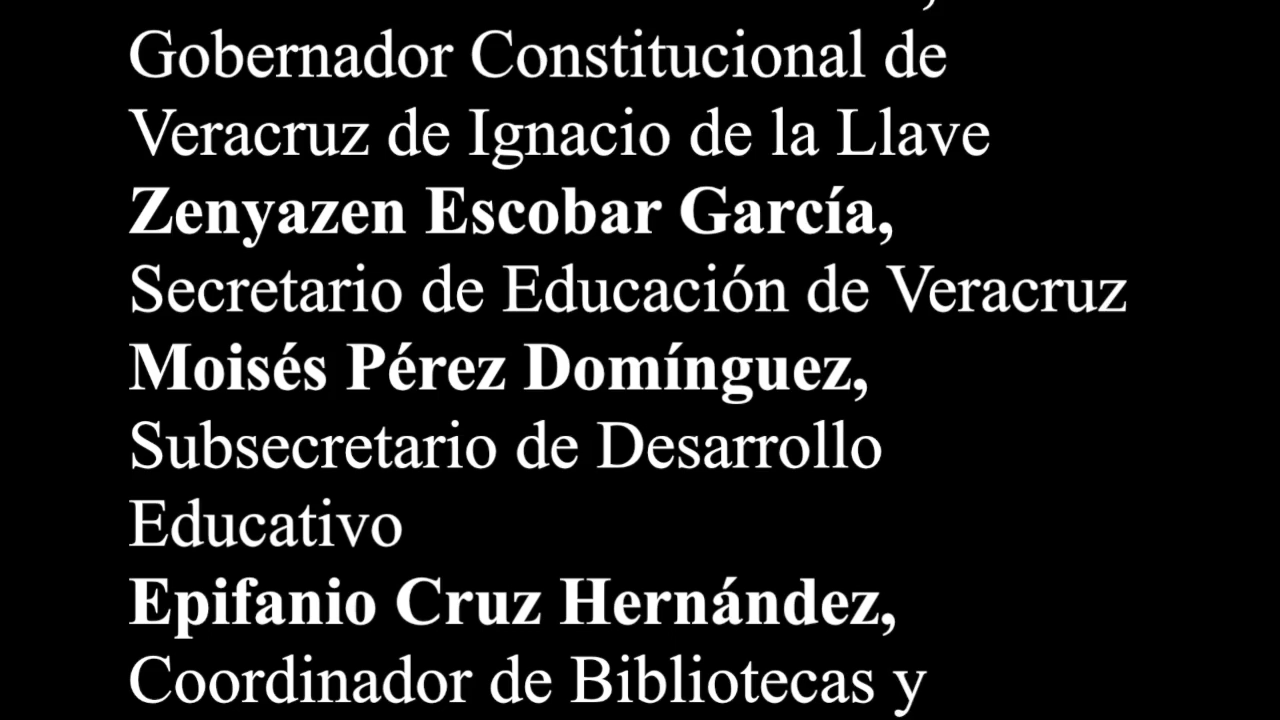 Gobernador Constitucional de
Veracruz de Ignacio de la Llave
Zenyazen Escobar García,
Secretario de Educación de Veracruz
Moisés Pérez Domínguez,
Subsecretario de Desarrollo
Educativo
Epifanio Cruz Hernández,
Coordinador de Bibliotecas y